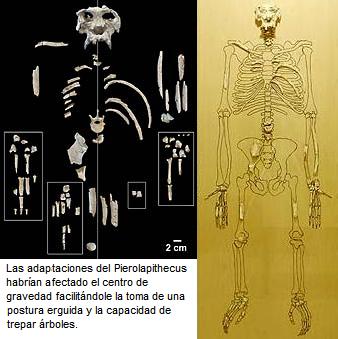 2 cm
Las adaptaciones del Pierolapithecus
habrían afectado el centro de
gravedad facilitándole la toma de una
postura erguida y la capacidad de
trepar árboles.